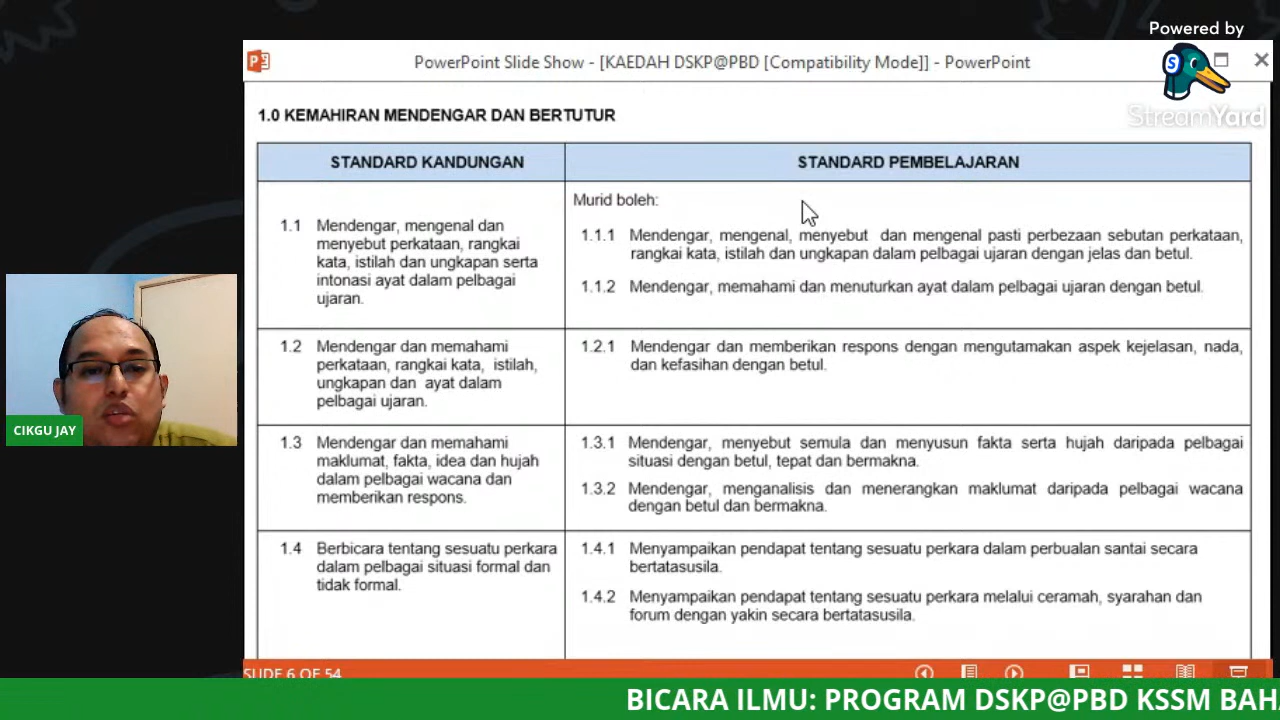 Powered by
StreamYard
PowerPoint Slide Show - [KAEDAH DSKP@PBD [Compatibility Mode]] - PowerPoint
1.0 KEMAHIRAN MENDENGAR DAN BERTUTUR
STANDARD KANDUNGAN
STANDARD PEMBELAJARAN
1.1 Mendengar, mengenal dan
menyebut perkataan, rangkai
kata, istilah dan ungkapan serta
intonasi ayat dalam pelbagai
ujaran.
Murid boleh:
1.1.1 Mendengar, mengenal, menyebut dan mengenal pasti perbezaan sebutan perkataan,
rangkai kata, istilah dan ungkapan dalam pelbagai ujaran dengan jelas dan betul.
1.1.2 Mendengar, memahami dan menuturkan ayat dalam pelbagai ujaran dengan betul.
1.2 Mendengar dan memahami
perkataan, rangkai kata, istilah,
ungkapan dan ayat dalam
pelbagai ujaran.
1.2.1 Mendengar dan memberikan respons dengan mengutamakan aspek kejelasan, nada,
dan kefasihan dengan betul.
1.3 Mendengar dan memahami
maklumat, fakta, idea dan hujah
dalam pelbagai wacana dan
memberikan respons.
1.3.1 Mendengar, menyebut semula dan menyusun fakta serta hujah daripada pelbagai
situasi dengan betul, tepat dan bermakna.
1.3.2 Mendengar, menganalisis dan menerangkan maklumat daripada pelbagai wacana
dengan betul dan bermakna.
1.4 Berbicara tentang sesuatu perkara
dalam pelbagai situasi formal dan
tidak formal.
1.4.1 Menyampaikan pendapat tentang sesuatu perkara dalam perbualan santai secara
bertatasusila.
1.4.2 Menyampaikan pendapat tentang sesuatu perkara melalui ceramah, syarahan dan
forum dengan yakin secara bertatasusila.
CIKGU JAY
SLIDE 6 OF 54
BICARA ILMU: PROGRAM DSKP@PBD KSSM BAHA